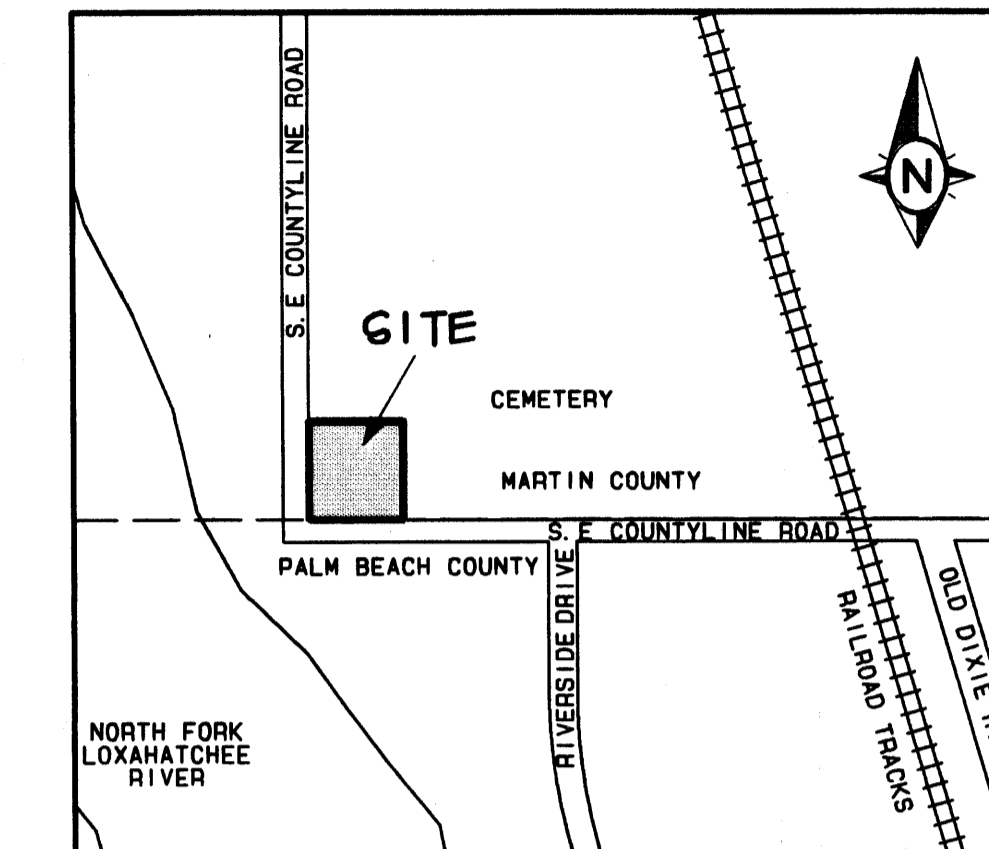 S. E COUNTYLINE ROAD
N
SITE
CEMETERY
MARTIN COUNTY
S. E COUNTYLINE ROAD
PALM BEACH COUNTY
RIVERSIDE DRIVE
OLD DIXIE
RAILROAD TRACKS
NORTH FORK
LOXAHATCHEE
RIVER